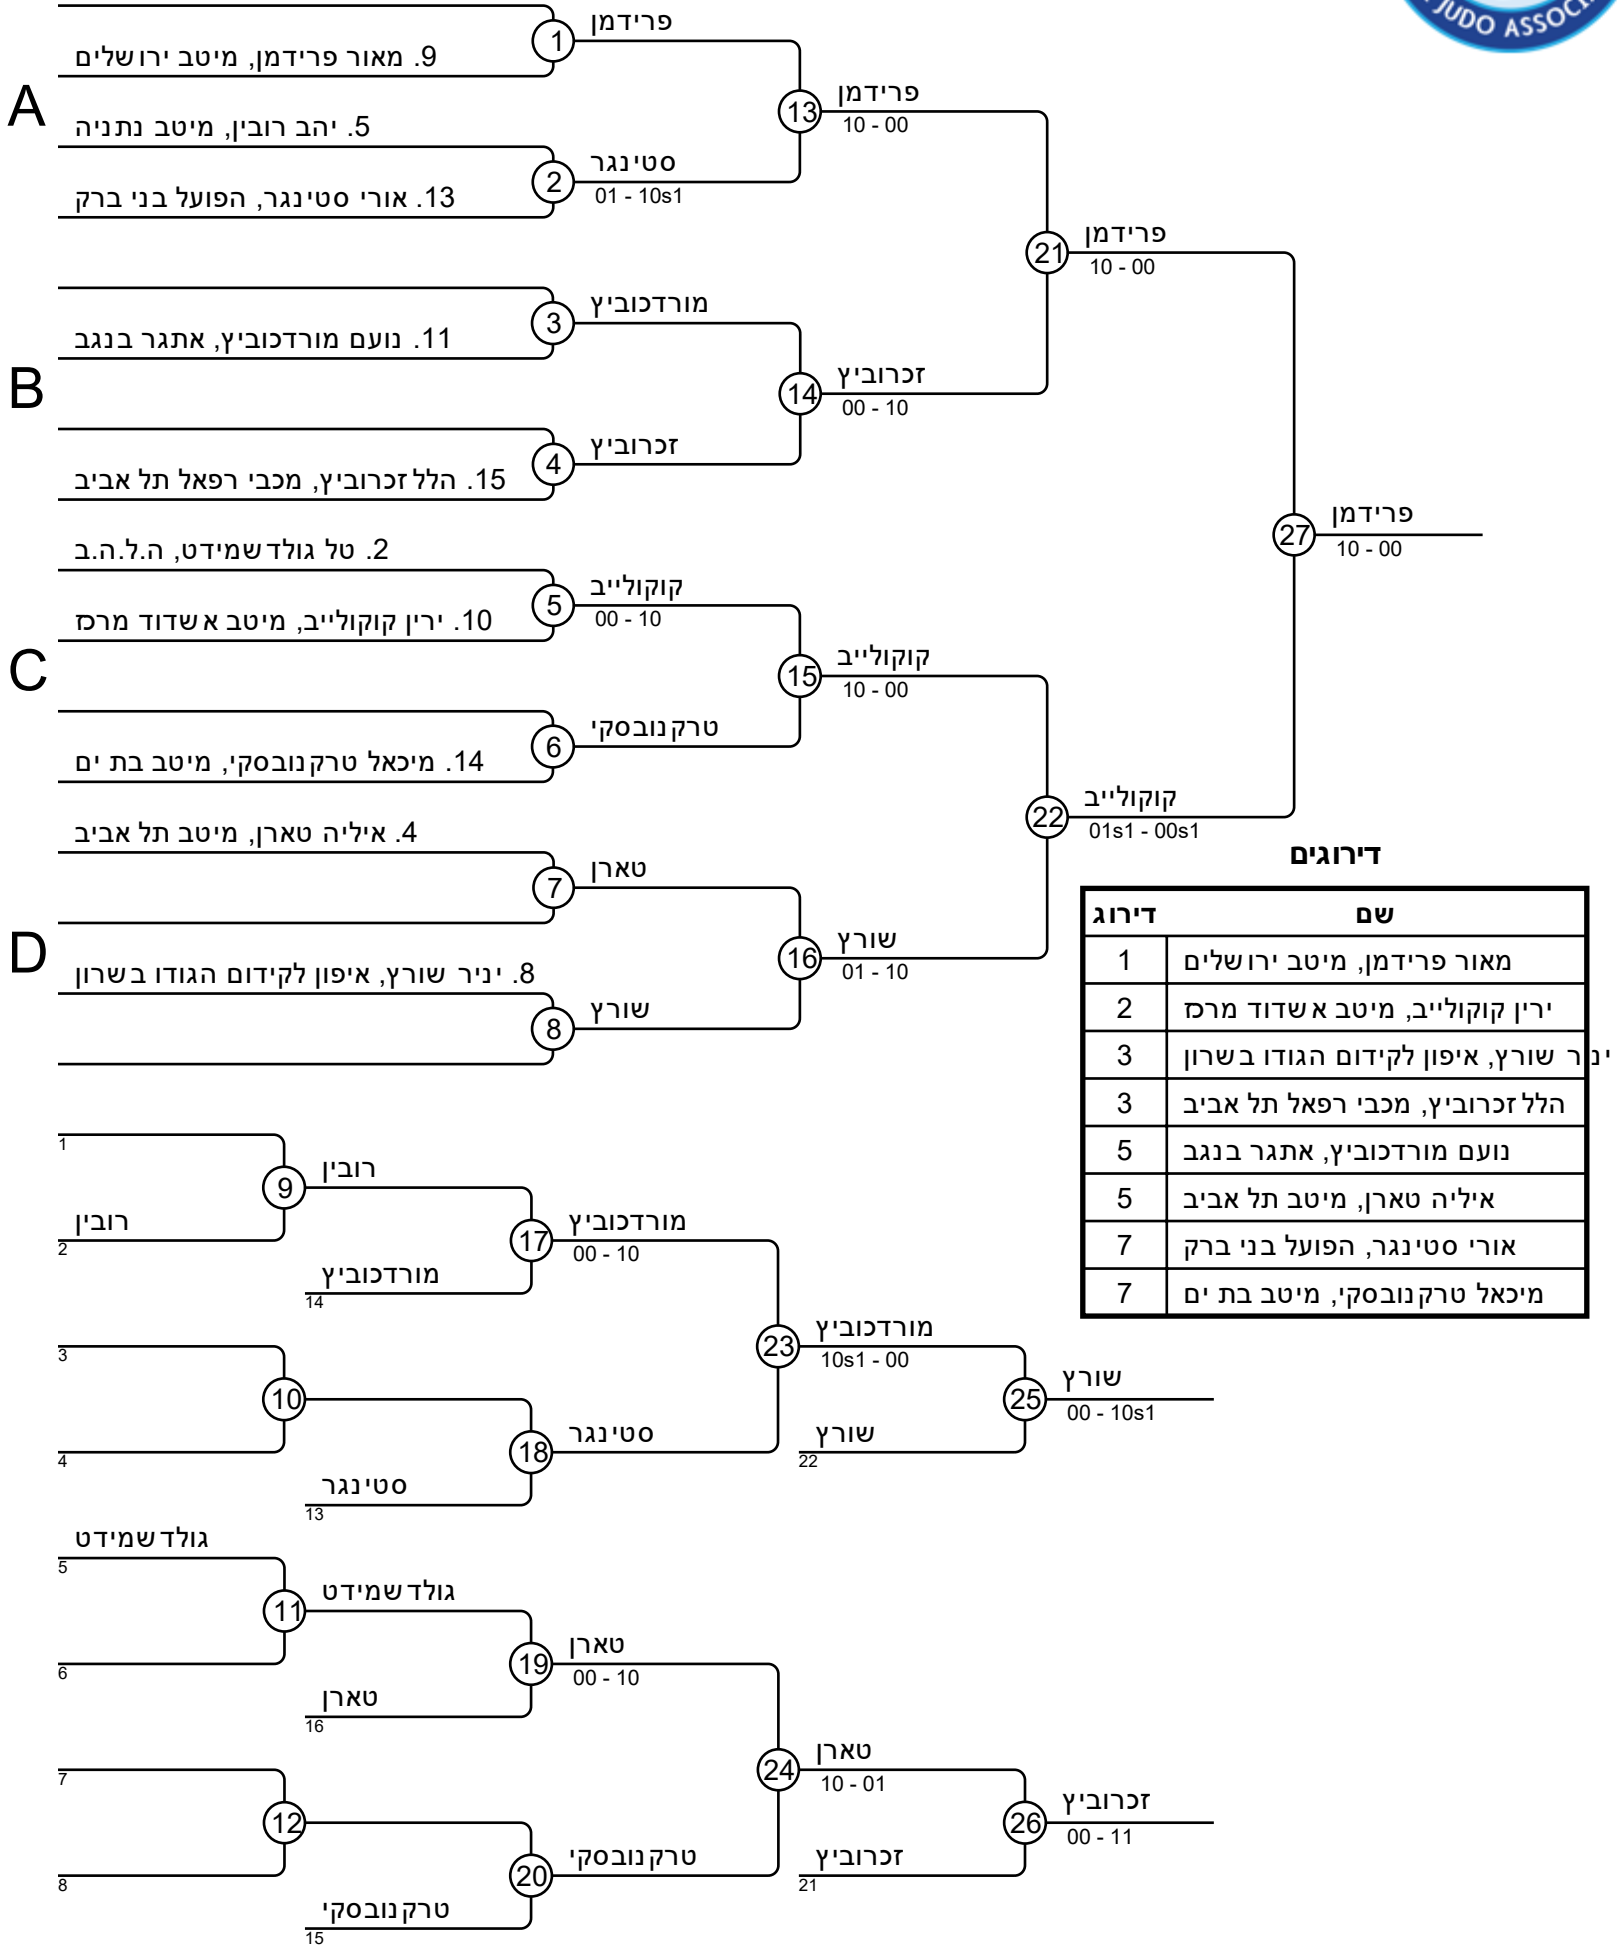 JUDO ASSOCI
A
9. מאור פרידמן, מיטב ירושלים
1
פרידמן
5. יהב רובין, מיטב נתניה
13. אורי סטינגר, הפועל בני ברק
2
סטינגר
01 - 10s1
13
פרידמן
10 - 00
B
11. נועם מורדכוביץ, אתגר בנגב
3
מורדכוביץ
15. הלל זכרוביץ, מכבי רפאל תל אביב
4
זכרוביץ
14
זכרוביץ
00 - 10
21
פרידמן
10 - 00
C
2. טל גולדשמידט, ה.ל.ה.ב
10. ירין קוקולייב, מיטב אשדוד מרכז
5
קוקולייב
00 - 10
14. מיכאל טרקנובסקי, מיטב בת ים
6
טרקנובסקי
15
קוקולייב
10 - 00
D
4. איליה טארן, מיטב תל אביב
7
טארן
8. יניר שורץ, איפון לקידום הגודו בשרון
8
שורץ
16
שורץ
01 - 10
22
קוקולייב
01s1 - 00s1
27
פרידמן
10 - 00
דירוגים
דירוג שם
1 מאור פרידמן, מיטב ירושלים
2 ירין קוקולייב, מיטב אשדוד מרכז
3 יניר שורץ, איפון לקידום הגודו בשרון
3 הלל זכרוביץ, מכבי רפאל תל אביב
5 נועם מורדכוביץ, אתגר בנגב
5 איליה טארן, מיטב תל אביב
7 אורי סטינגר, הפועל בני ברק
7 מיכאל טרקנובסקי, מיטב בת ים
1
רובין
2
9
רובין
מורדכוביץ
14
17
מורדכוביץ
00 - 10
3
4
10
סטינגר
13
18
סטינגר
23
מורדכוביץ
10s1 - 00
שורץ
22
25
שורץ
00 - 10s1
גולדשמידט
5
6
11
גולדשמידט
טארן
16
19
טארן
00 - 10
7
8
12
טרקנובסקי
15
20
טרקנובסקי
24
טארן
10 - 01
זכרוביץ
21
26
זכרוביץ
00 - 11